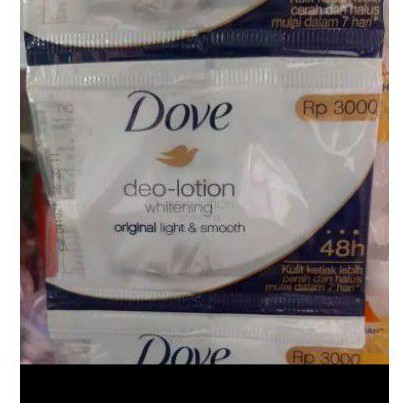 cerah dan halus
mulai dalam 7 hari*
Dove
Rp 3000
deo-lotion
whitening
original light & smooth
48h
Kulit ketiak lebih
cerah dan halus
mulai dalam 7 hari*
Dove
Rp 3000